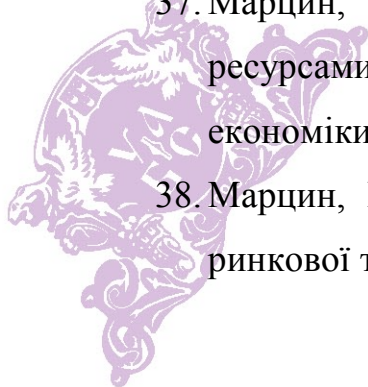 37. Марцин,
ресурсами
економіки
38. Марцин,
ринкової